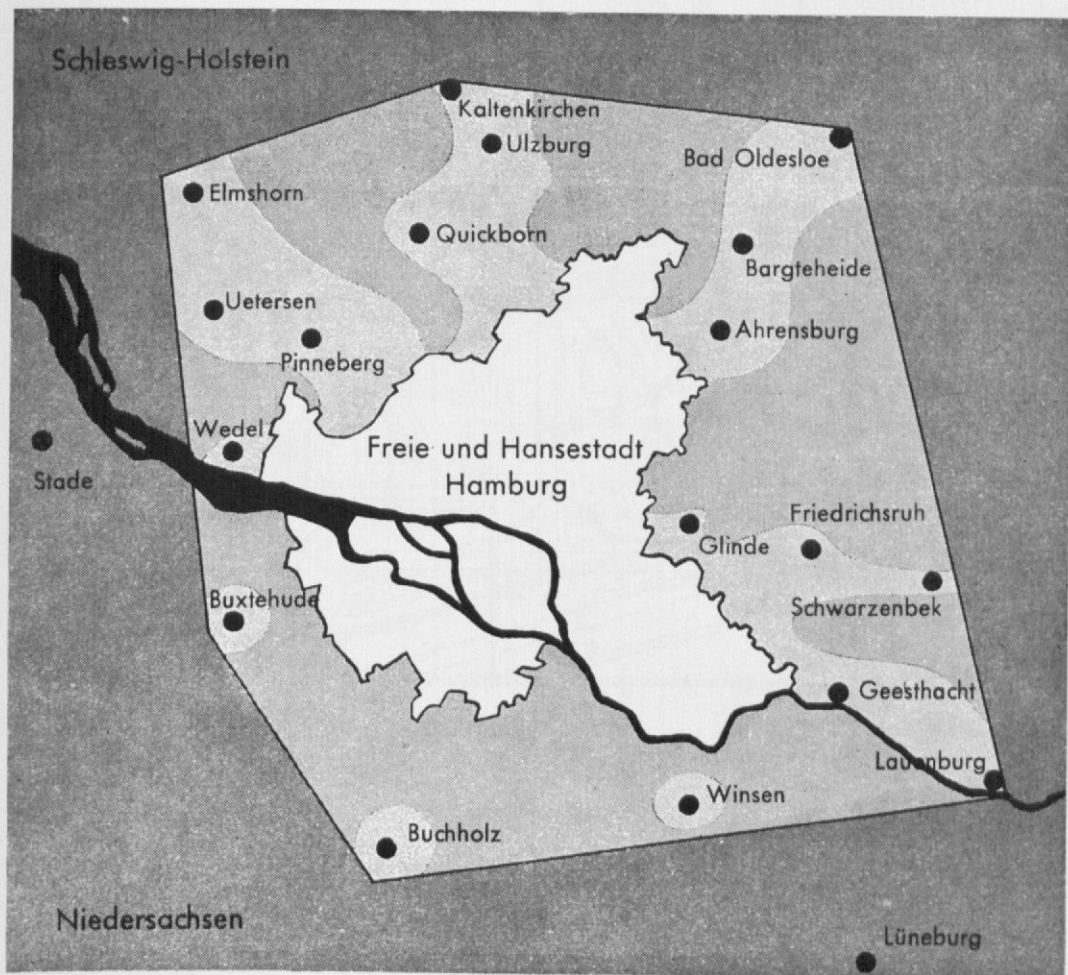 Schleswig-Holstein
Kaltenkirchen
Ulzburg
Bad Oldesloe
Elmshorn
Quickborn
Bargteheide
Uetersen
Ahrensburg
Pinneberg
Wedel
Freie und Hansestadt
Hamburg
Stade
Friedrichsruh
Glinde
Schwarzenbek
Buxtehude
Geesthacht
Lauenburg
Winsen
Buchholz
Niedersachsen
Lüneburg